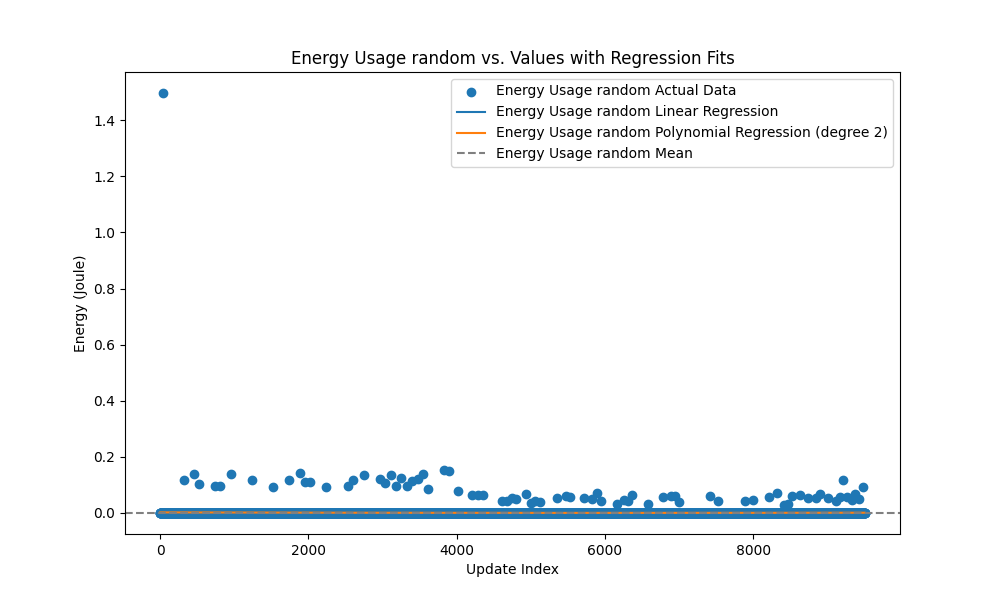 Energy Usage random vs. Values with Regression Fits
Energy Usage random Actual Data
Energy Usage random Linear Regression
Energy Usage random Polynomial Regression (degree 2)
Energy Usage random Mean
Energy (Joule)
1.4
1.2
1.0
0.8
0.6
0.4
0.2
0.0
0
2000
4000
6000
8000
Update Index